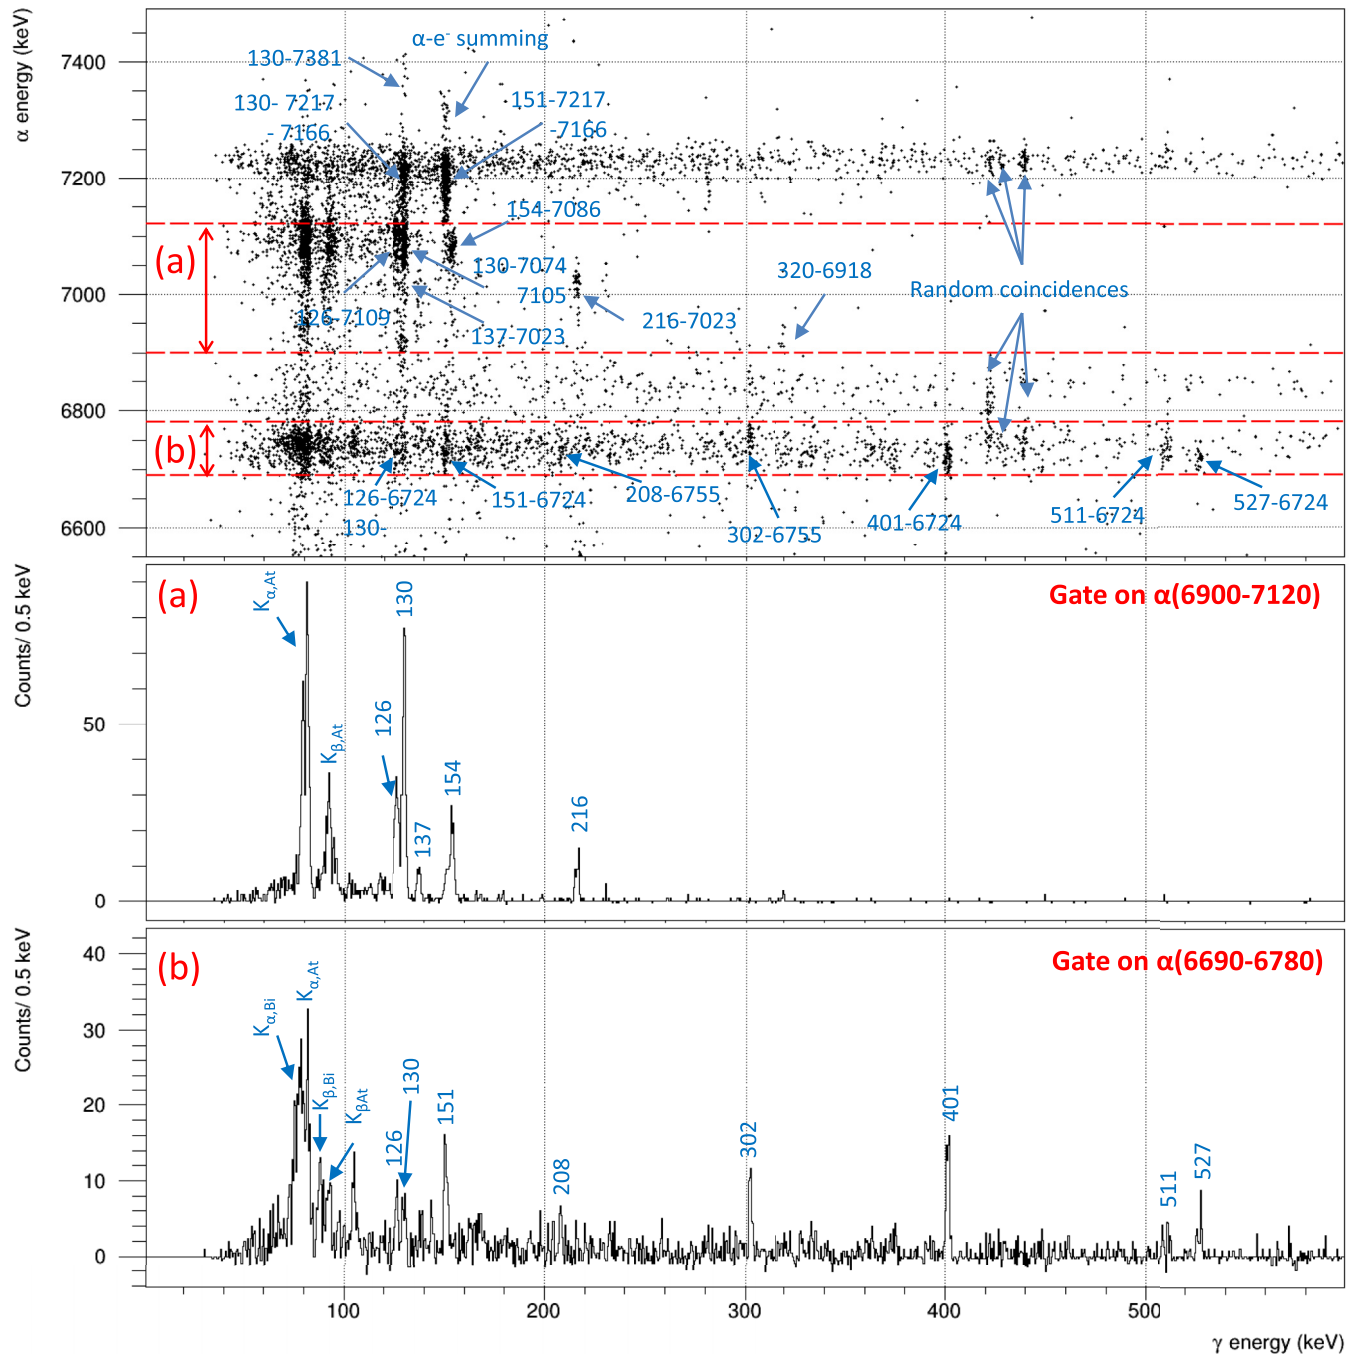 α energy (keV)
7400
7200
7000
6800
6600
130-7381
α-e⁻ summing
130- 7217
- 7166
151-7217
-7166
154-7086
(a)
130-7074
7105
126-7109
137-7023
216-7023
320-6918
Random coincidences
(b)
126-6724
130-
151-6724
208-6755
302-6755
401-6724
511-6724
527-6724
Counts/ 0.5 keV
50
0
(a)
Gate on α(6900-7120)
Kα,At
Kβ,At
126
130
137
154
216
Counts/ 0.5 keV
40
30
20
10
0
(b)
Gate on α(6690-6780)
Kα,Bi
Kα,At
Kβ,Bi
KβAt
126
130
151
208
302
401
511
527
100 200 300 400 500
γ energy (keV)